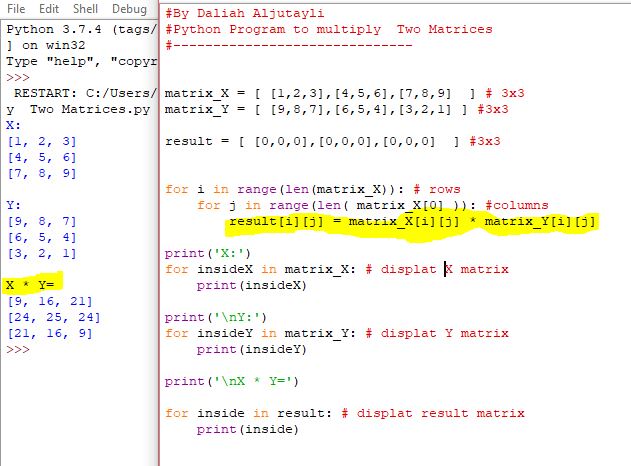 File Edit Shell Debug
Python 3.7.4 (tags/
] on win32
Type "help", "copyr
>>>
RESTART: C:/Users/
y  Two Matrices.py
X:
[1, 2, 3]
[4, 5, 6]
[7, 8, 9]
Y:
[9, 8, 7]
[6, 5, 4]
[3, 2, 1]
X * Y=
[9, 16, 21]
[24, 25, 24]
[21, 16, 9]
>>>
#By Daliah Aljutayli
#Python Program to multiply  Two Matrices
#-----------------------------
matrix_X = [ [1,2,3],[4,5,6],[7,8,9]  ] # 3x3
matrix_Y = [ [9,8,7],[6,5,4],[3,2,1] ] #3x3
result = [ [0,0,0],[0,0,0],[0,0,0]  ] #3x3
for i in range(len(matrix_X)): # rows
    for j in range(len( matrix_X[0] )): #columns
        result[i][j] = matrix_X[i][j] * matrix_Y[i][j]
print('X:')
for insideX in matrix_X: # displat X matrix
    print(insideX)
print('\nY:')
for insideY in matrix_Y: # displat Y matrix
    print(insideY)
print('\nX * Y=')
for inside in result: # displat result matrix
    print(inside)